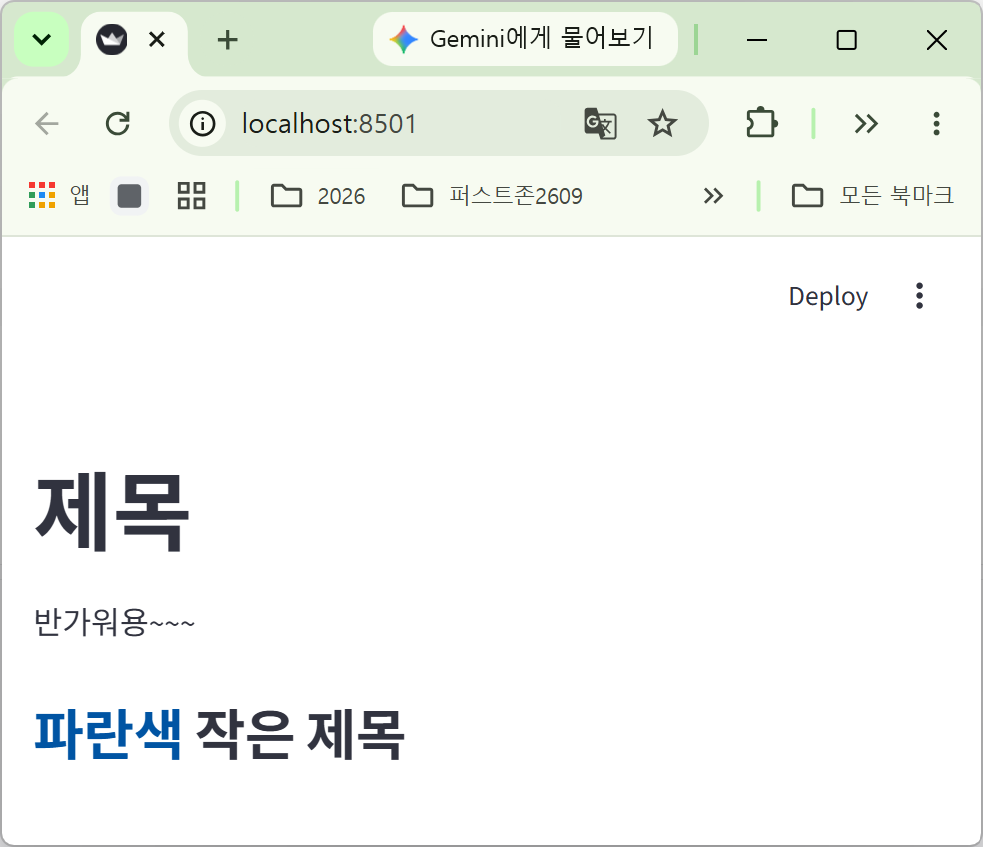 Gemini에게 물어보기
localhost:8501
앱 2026 퍼스트존2609 모든 북마크
Deploy
제목
반가워용~~~
파란색 작은 제목